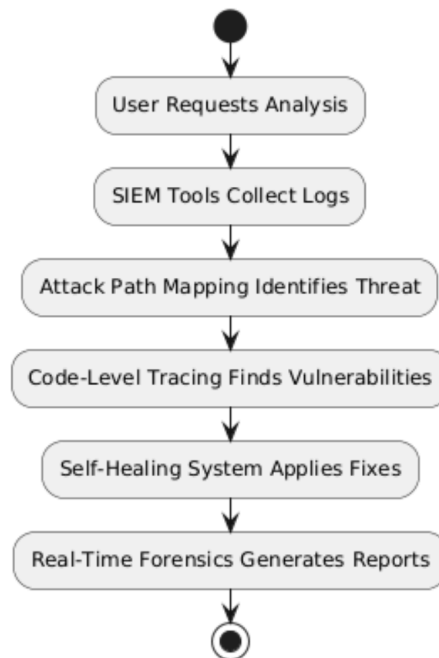 User Requests Analysis
SIEM Tools Collect Logs
Attack Path Mapping Identifies Threat
Code-Level Tracing Finds Vulnerabilities
Self-Healing System Applies Fixes
Real-Time Forensics Generates Reports